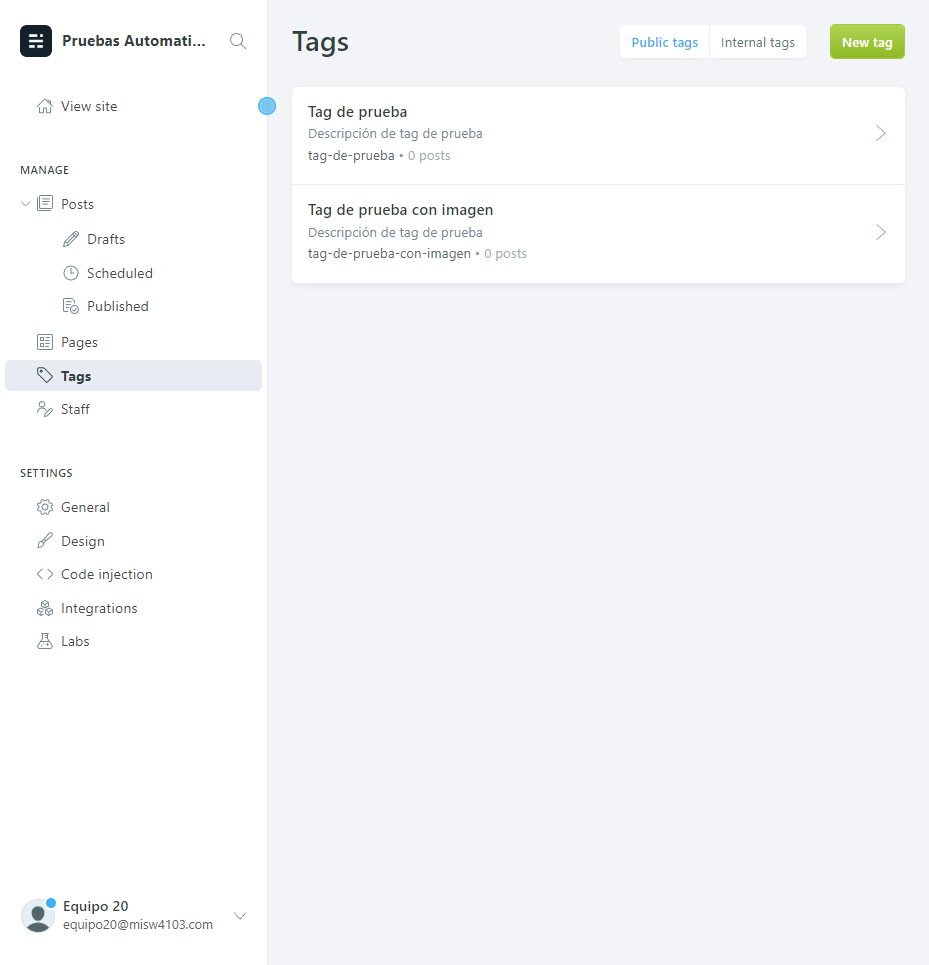 Pruebas Automati...
View site
MANAGE
Posts
Drafts
Scheduled
Published
Pages
Tags
Staff
SETTINGS
General
Design
Code injection
Integrations
Labs
Equipo 20
equipo20@misw4103.com
Tags
Public tags
Internal tags
New tag
Tag de prueba
Descripción de tag de prueba
tag-de-prueba • 0 posts
Tag de prueba con imagen
Descripción de tag de prueba
tag-de-prueba-con-imagen • 0 posts